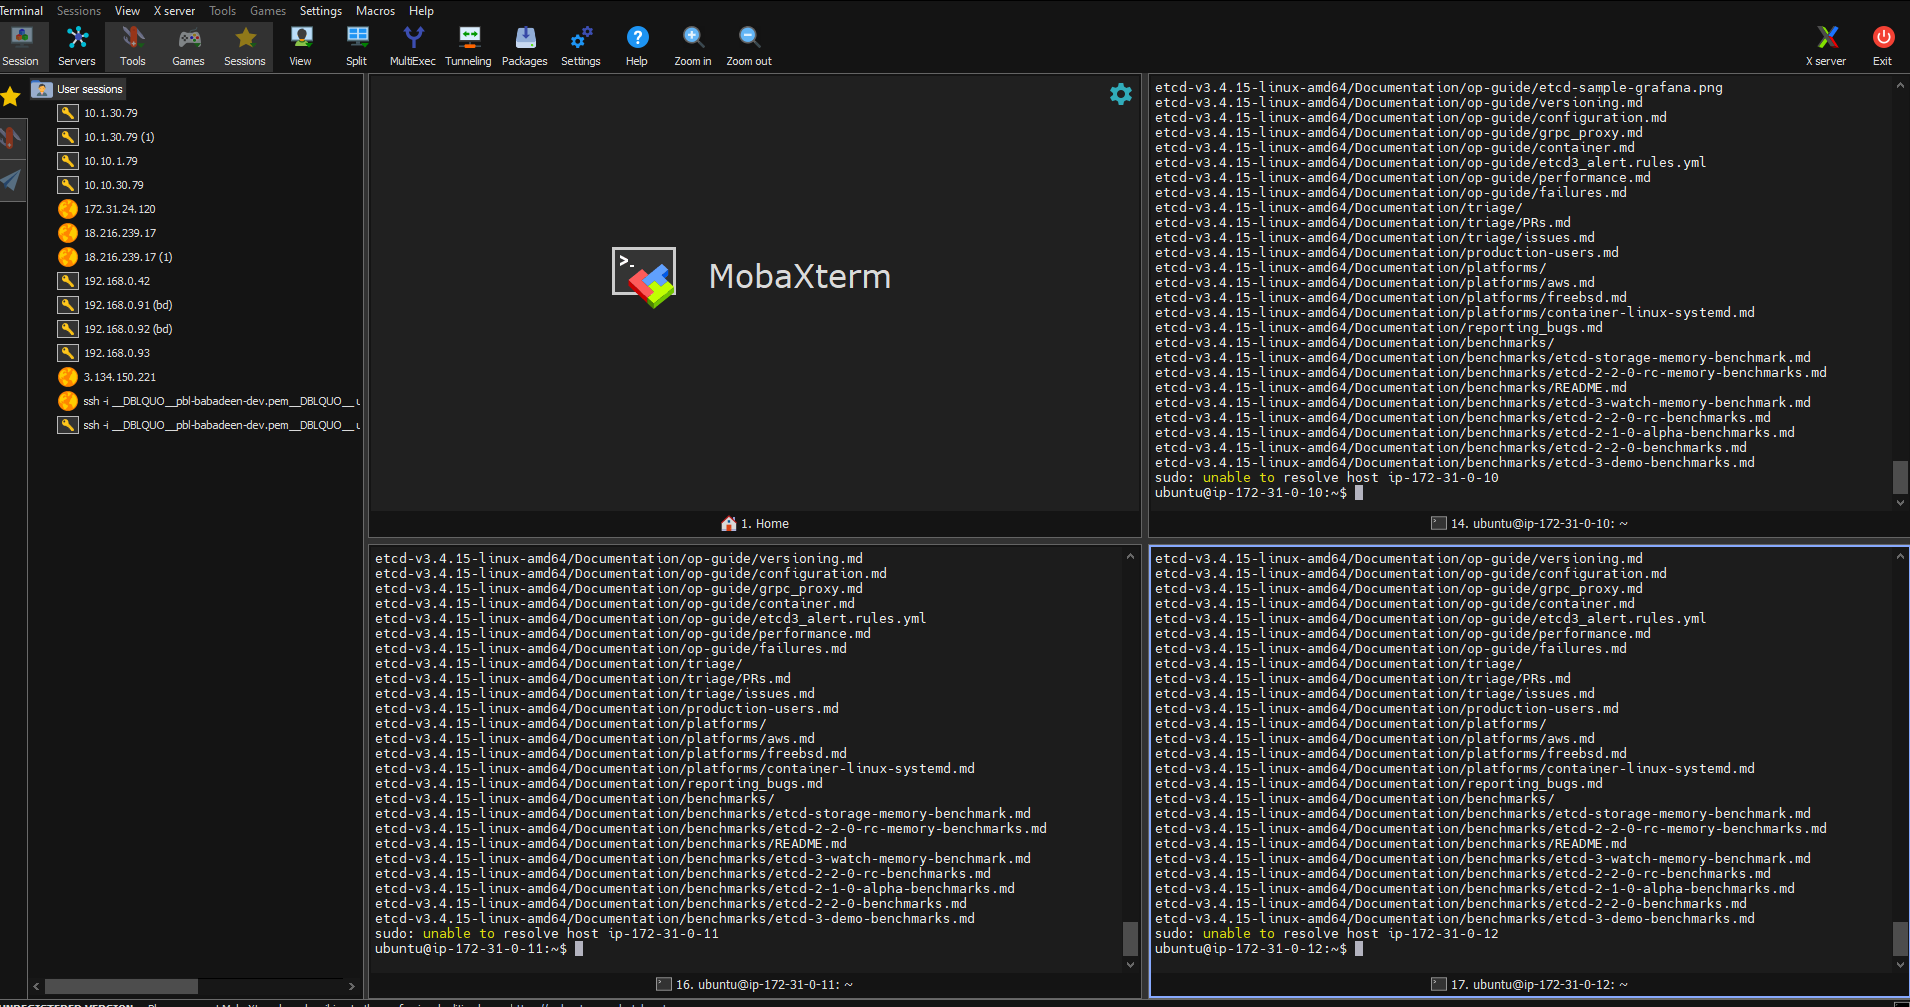 Terminal Sessions View X server Tools Games Settings Macros Help
Session Servers Tools Games Sessions View Split MultiExec Tunneling Packages Settings Help Zoom in Zoom out X server Exit
User sessions
10.1.30.79
10.1.30.79 (1)
10.10.1.79
10.10.30.79
172.31.24.120
18.216.239.17
18.216.239.17 (1)
192.168.0.42
192.168.0.91 (bd)
192.168.0.92 (bd)
192.168.0.93
3.134.150.221
ssh -i __DBLQUO__pbl-babadeen-dev.pem__DBLQUO__ u
ssh -i __DBLQUO__pbl-babadeen-dev.pem__DBLQUO__ u
>_
MobaXterm
1. Home
etcd-v3.4.15-linux-amd64/Documentation/op-guide/etcd-sample-grafana.png
etcd-v3.4.15-linux-amd64/Documentation/op-guide/versioning.md
etcd-v3.4.15-linux-amd64/Documentation/op-guide/configuration.md
etcd-v3.4.15-linux-amd64/Documentation/op-guide/grpc_proxy.md
etcd-v3.4.15-linux-amd64/Documentation/op-guide/container.md
etcd-v3.4.15-linux-amd64/Documentation/op-guide/etcd3_alert.rules.yml
etcd-v3.4.15-linux-amd64/Documentation/op-guide/performance.md
etcd-v3.4.15-linux-amd64/Documentation/op-guide/failures.md
etcd-v3.4.15-linux-amd64/Documentation/triage/
etcd-v3.4.15-linux-amd64/Documentation/triage/PRs.md
etcd-v3.4.15-linux-amd64/Documentation/triage/issues.md
etcd-v3.4.15-linux-amd64/Documentation/production-users.md
etcd-v3.4.15-linux-amd64/Documentation/platforms/
etcd-v3.4.15-linux-amd64/Documentation/platforms/aws.md
etcd-v3.4.15-linux-amd64/Documentation/platforms/freebsd.md
etcd-v3.4.15-linux-amd64/Documentation/platforms/container-linux-systemd.md
etcd-v3.4.15-linux-amd64/Documentation/reporting_bugs.md
etcd-v3.4.15-linux-amd64/Documentation/benchmarks/
etcd-v3.4.15-linux-amd64/Documentation/benchmarks/etcd-storage-memory-benchmark.md
etcd-v3.4.15-linux-amd64/Documentation/benchmarks/etcd-2-2-0-rc-memory-benchmarks.md
etcd-v3.4.15-linux-amd64/Documentation/benchmarks/README.md
etcd-v3.4.15-linux-amd64/Documentation/benchmarks/etcd-3-watch-memory-benchmark.md
etcd-v3.4.15-linux-amd64/Documentation/benchmarks/etcd-2-2-0-rc-benchmarks.md
etcd-v3.4.15-linux-amd64/Documentation/benchmarks/etcd-2-1-0-alpha-benchmarks.md
etcd-v3.4.15-linux-amd64/Documentation/benchmarks/etcd-2-2-0-benchmarks.md
etcd-v3.4.15-linux-amd64/Documentation/benchmarks/etcd-3-demo-benchmarks.md
sudo: unable to resolve host ip-172-31-0-10
ubuntu@ip-172-31-0-10:~$
14. ubuntu@ip-172-31-0-10: ~
etcd-v3.4.15-linux-amd64/Documentation/op-guide/versioning.md
etcd-v3.4.15-linux-amd64/Documentation/op-guide/configuration.md
etcd-v3.4.15-linux-amd64/Documentation/op-guide/grpc_proxy.md
etcd-v3.4.15-linux-amd64/Documentation/op-guide/container.md
etcd-v3.4.15-linux-amd64/Documentation/op-guide/etcd3_alert.rules.yml
etcd-v3.4.15-linux-amd64/Documentation/op-guide/performance.md
etcd-v3.4.15-linux-amd64/Documentation/op-guide/failures.md
etcd-v3.4.15-linux-amd64/Documentation/triage/
etcd-v3.4.15-linux-amd64/Documentation/triage/PRs.md
etcd-v3.4.15-linux-amd64/Documentation/triage/issues.md
etcd-v3.4.15-linux-amd64/Documentation/production-users.md
etcd-v3.4.15-linux-amd64/Documentation/platforms/
etcd-v3.4.15-linux-amd64/Documentation/platforms/aws.md
etcd-v3.4.15-linux-amd64/Documentation/platforms/freebsd.md
etcd-v3.4.15-linux-amd64/Documentation/platforms/container-linux-systemd.md
etcd-v3.4.15-linux-amd64/Documentation/reporting_bugs.md
etcd-v3.4.15-linux-amd64/Documentation/benchmarks/
etcd-v3.4.15-linux-amd64/Documentation/benchmarks/etcd-storage-memory-benchmark.md
etcd-v3.4.15-linux-amd64/Documentation/benchmarks/etcd-2-2-0-rc-memory-benchmarks.md
etcd-v3.4.15-linux-amd64/Documentation/benchmarks/README.md
etcd-v3.4.15-linux-amd64/Documentation/benchmarks/etcd-3-watch-memory-benchmark.md
etcd-v3.4.15-linux-amd64/Documentation/benchmarks/etcd-2-2-0-rc-benchmarks.md
etcd-v3.4.15-linux-amd64/Documentation/benchmarks/etcd-2-1-0-alpha-benchmarks.md
etcd-v3.4.15-linux-amd64/Documentation/benchmarks/etcd-2-2-0-benchmarks.md
etcd-v3.4.15-linux-amd64/Documentation/benchmarks/etcd-3-demo-benchmarks.md
sudo: unable to resolve host ip-172-31-0-11
ubuntu@ip-172-31-0-11:~$
16. ubuntu@ip-172-31-0-11: ~
etcd-v3.4.15-linux-amd64/Documentation/op-guide/versioning.md
etcd-v3.4.15-linux-amd64/Documentation/op-guide/configuration.md
etcd-v3.4.15-linux-amd64/Documentation/op-guide/grpc_proxy.md
etcd-v3.4.15-linux-amd64/Documentation/op-guide/container.md
etcd-v3.4.15-linux-amd64/Documentation/op-guide/etcd3_alert.rules.yml
etcd-v3.4.15-linux-amd64/Documentation/op-guide/performance.md
etcd-v3.4.15-linux-amd64/Documentation/op-guide/failures.md
etcd-v3.4.15-linux-amd64/Documentation/triage/
etcd-v3.4.15-linux-amd64/Documentation/triage/PRs.md
etcd-v3.4.15-linux-amd64/Documentation/triage/issues.md
etcd-v3.4.15-linux-amd64/Documentation/production-users.md
etcd-v3.4.15-linux-amd64/Documentation/platforms/
etcd-v3.4.15-linux-amd64/Documentation/platforms/aws.md
etcd-v3.4.15-linux-amd64/Documentation/platforms/freebsd.md
etcd-v3.4.15-linux-amd64/Documentation/platforms/container-linux-systemd.md
etcd-v3.4.15-linux-amd64/Documentation/reporting_bugs.md
etcd-v3.4.15-linux-amd64/Documentation/benchmarks/
etcd-v3.4.15-linux-amd64/Documentation/benchmarks/etcd-storage-memory-benchmark.md
etcd-v3.4.15-linux-amd64/Documentation/benchmarks/etcd-2-2-0-rc-memory-benchmarks.md
etcd-v3.4.15-linux-amd64/Documentation/benchmarks/README.md
etcd-v3.4.15-linux-amd64/Documentation/benchmarks/etcd-3-watch-memory-benchmark.md
etcd-v3.4.15-linux-amd64/Documentation/benchmarks/etcd-2-2-0-rc-benchmarks.md
etcd-v3.4.15-linux-amd64/Documentation/benchmarks/etcd-2-1-0-alpha-benchmarks.md
etcd-v3.4.15-linux-amd64/Documentation/benchmarks/etcd-2-2-0-benchmarks.md
etcd-v3.4.15-linux-amd64/Documentation/benchmarks/etcd-3-demo-benchmarks.md
sudo: unable to resolve host ip-172-31-0-12
ubuntu@ip-172-31-0-12:~$
17. ubuntu@ip-172-31-0-12: ~